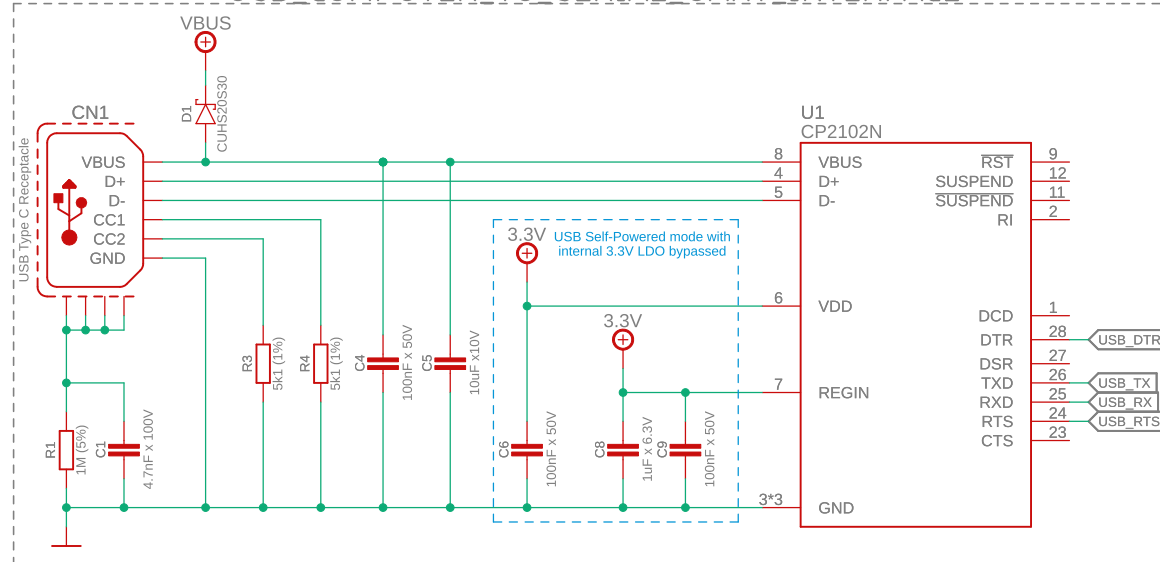 VBUS
D1
CUHS20S30
CN1
USB Type C Receptacle
VBUS
D+
D-
CC1
CC2
GND
U1
CP2102N
8
4
5
6
7
3*3
VBUS
D+
D-
VDD
REGIN
GND
RST
SUSPEND
SUSPEND
RI
DCD
DTR
DSR
TXD
RXD
RTS
CTS
9
12
11
2
1
28
27
26
25
24
23
USB_DTR
USB_TX
USB_RX
USB_RTS
3.3V
USB Self-Powered mode with
internal 3.3V LDO bypassed
3.3V
R3
5k1 (1%)
R4
5k1 (1%)
C4
100nF x 50V
C5
10uF x10V
R1
1M (5%)
C1
4.7nF x 100V
C6
100nF x 50V
C8
1uF x 6.3V
C9
100nF x 50V